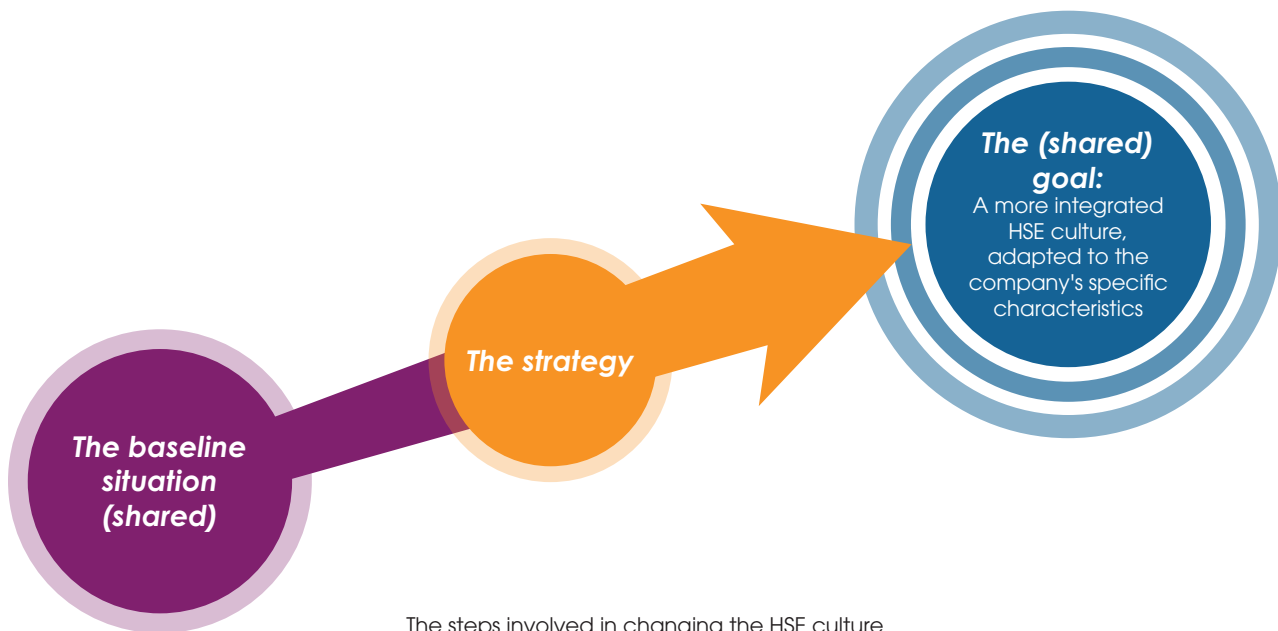 The (shared)
goal:
A more integrated
HSE culture,
adapted to the
company's specific
characteristics
The strategy
The baseline
situation
(shared)
The steps involved in changing the HSE culture